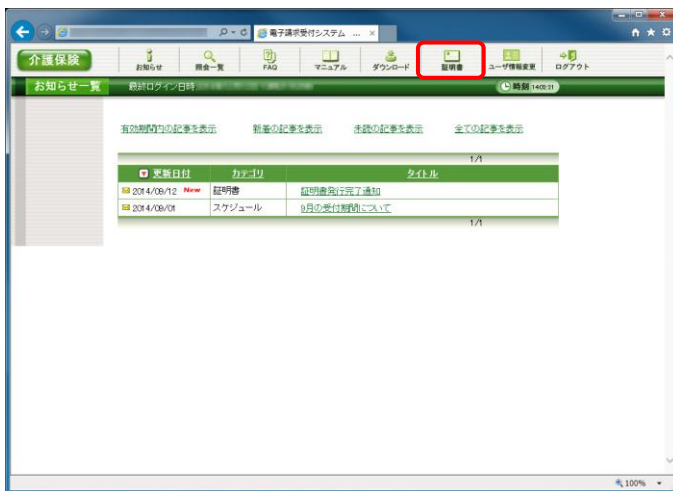 電子請求受付システム ...
介護保険
お知らせ 照会一覧 FAQ マニュアル ダウンロード 証明書 ユーザ情報変更 ログアウト
お知らせ一覧 最終ログイン日時 時刻
有効期間内の記事を表示 新着の記事を表示 未読の記事を表示 全ての記事を表示
1/1
更新日付 カテゴリ タイトル
2014/09/12 New 証明書 証明書発行完了通知
2014/09/01 スケジュール 9月の受付期間について
1/1
100%